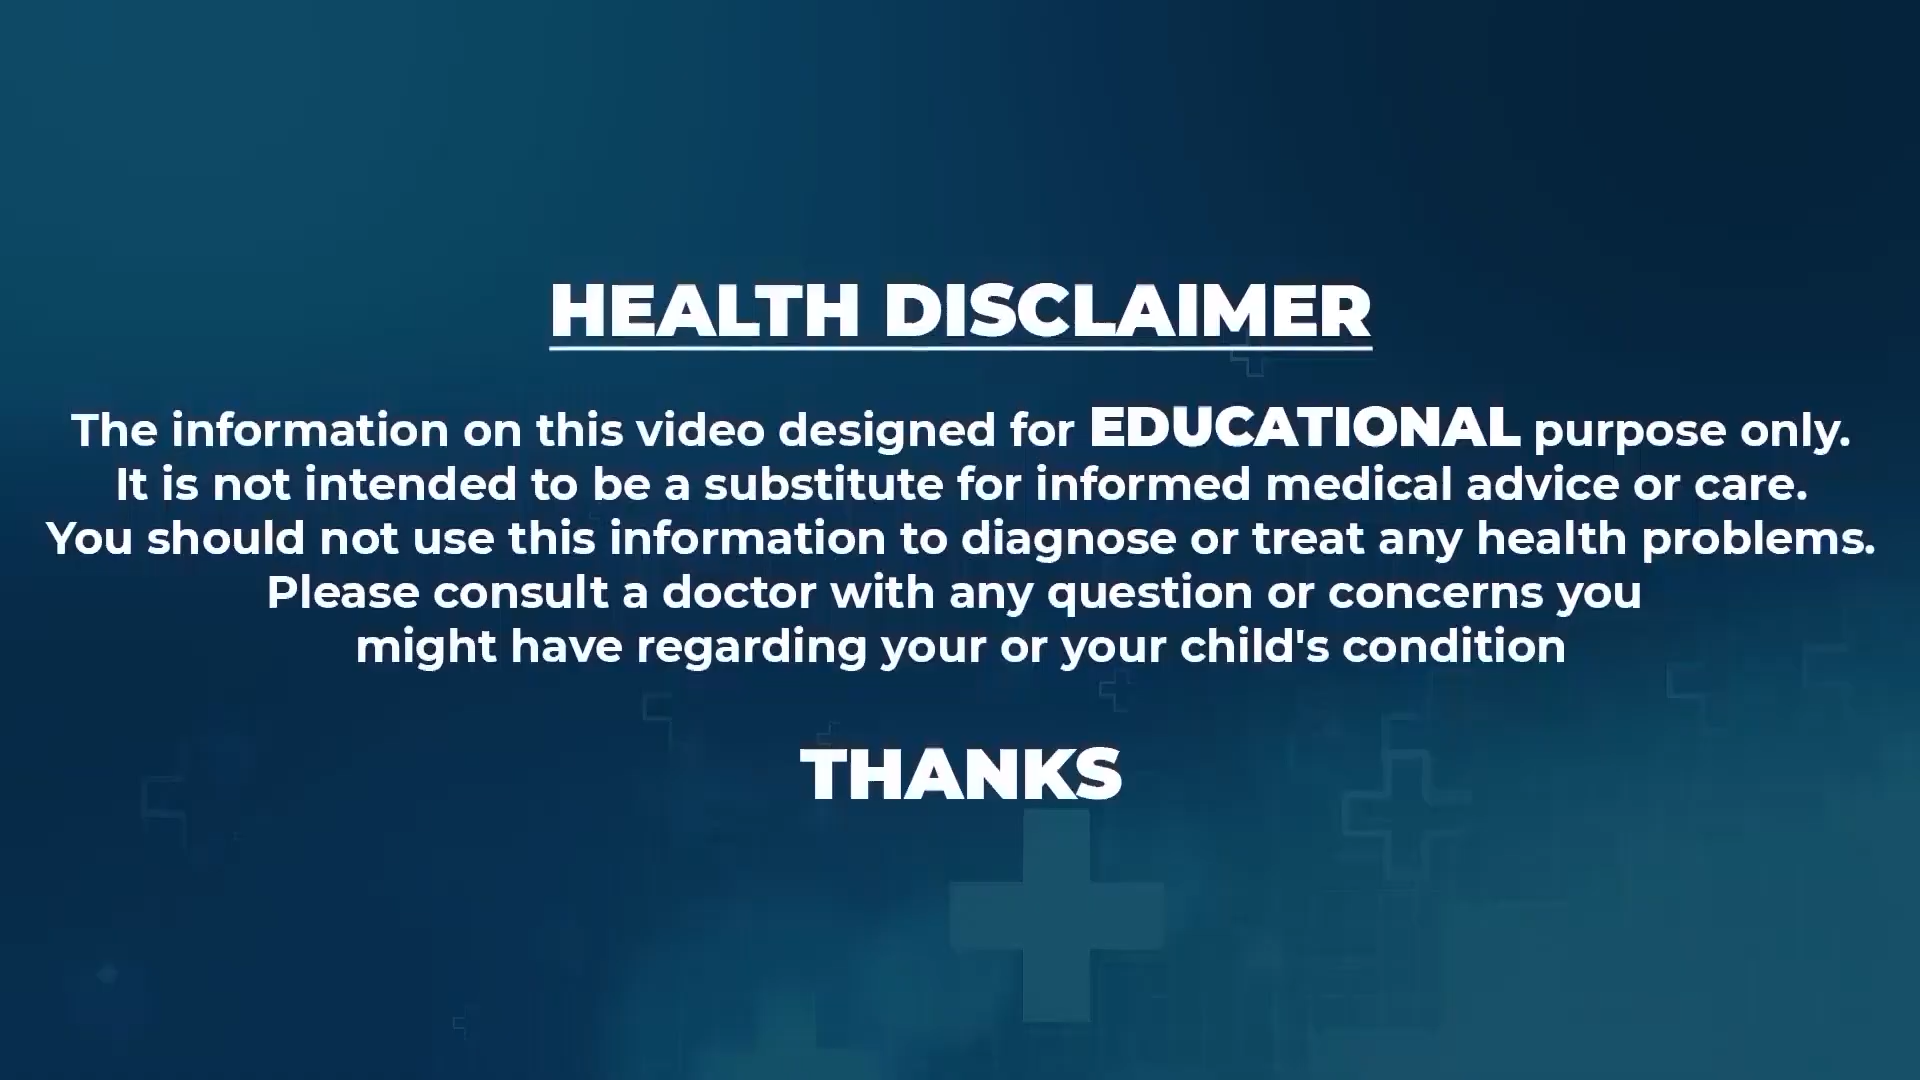 HEALTH DISCLAIMER
The information on this video designed for EDUCATIONAL purpose only.
It is not intended to be a substitute for informed medical advice or care.
You should not use this information to diagnose or treat any health problems.
Please consult a doctor with any question or concerns you
might have regarding your or your child's condition
THANKS